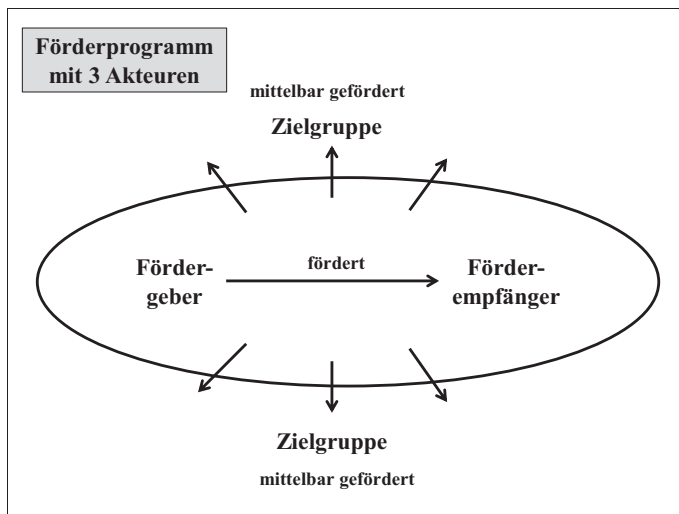 Förderprogramm
mit 3 Akteuren
mittelbar gefördert
Zielgruppe
Förder-
geber
fördert
Förder-
empfänger
Zielgruppe
mittelbar gefördert